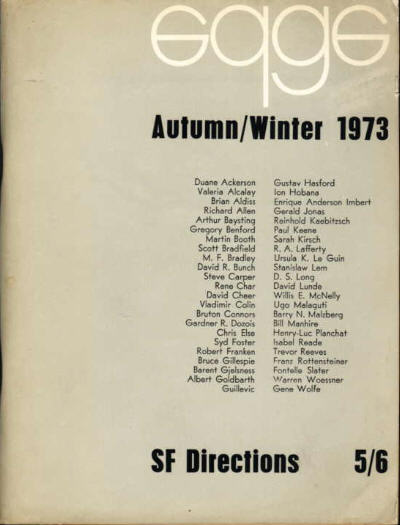 edge
Autumn/Winter 1973
Duane Ackerson
Valeria Alcalay
Brian Aldiss
Richard Allen
Arthur Baysting
Gregory Benford
Martin Booth
Scott Bradfield
M. F. Bradley
David R. Bunch
Steve Carper
Rene Char
David Cheer
Vladimir Colin
Bruton Connors
Gardner R. Dozois
Chris Else
Syd Foster
Robert Franken
Bruce Gillespie
Barent Gjelsness
Albert Goldbarth
Guillevic
Gustav Hasford
Ion Hobana
Enrique Anderson Imbert
Gerald Jonas
Reinhold Kaebitzsch
Paul Keene
Sarah Kirsch
R. A. Lafferty
Ursula K. Le Guin
Stanislaw Lem
D. S. Long
David Lunde
Willis E. McNelly
Ugo Malaguti
Barry N. Malzberg
Bill Manhire
Henry-Luc Planchat
Isabel Reade
Trevor Reeves
Franz Rottensteiner
Fontelle Slater
Warren Woessner
Gene Wolfe
SF Directions 5/6